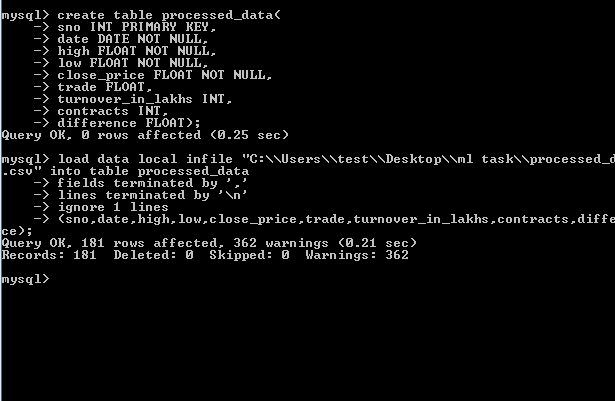 mysql> create table processed_data(
    -> sno INT PRIMARY KEY,
    -> date DATE NOT NULL,
    -> high FLOAT NOT NULL,
    -> low FLOAT NOT NULL,
    -> close_price FLOAT NOT NULL,
    -> trade FLOAT,
    -> turnover_in_lakhs INT,
    -> contracts INT,
    -> difference FLOAT);
Query OK, 0 rows affected (0.25 sec)
mysql> load data local infile "C:\\Users\\test\\Desktop\\ml task\\processed_d
.csv" into table processed_data
    -> fields terminated by ','
    -> lines terminated by '\n'
    -> ignore 1 lines
    -> (sno,date,high,low,close_price,trade,turnover_in_lakhs,contracts,diffe
ce);
Query OK, 181 rows affected, 362 warnings (0.21 sec)
Records: 181  Deleted: 0  Skipped: 0  Warnings: 362
mysql>